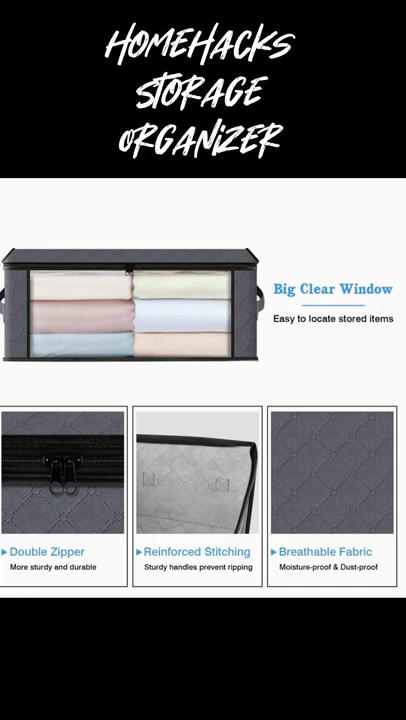 HOMEHACKS
STORAGE
ORGANIZER
Big Clear Window
Easy to locate stored items
Double Zipper
More sturdy and durable
Reinforced Stitching
Sturdy handles prevent ripping
Breathable Fabric
Moisture-proof & Dust-proof